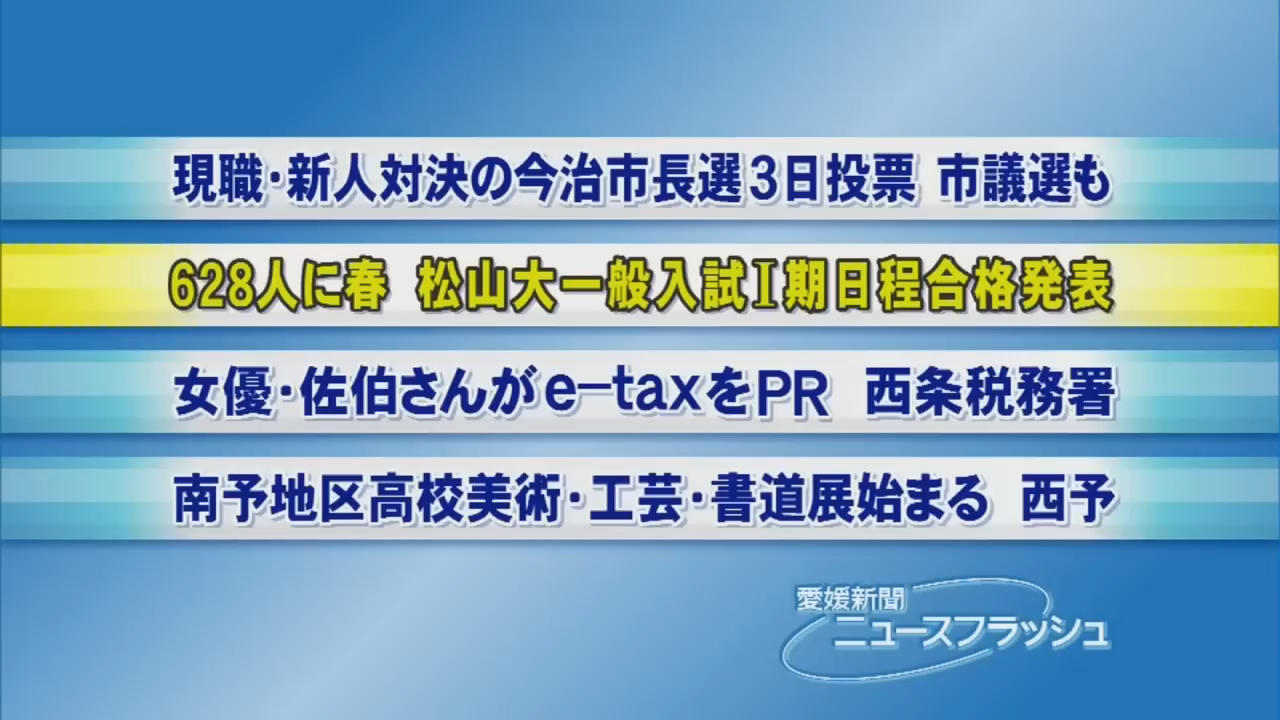 現職・新人対決の今治市長選3日投票 市議選も
628人に春 松山大一般入試I期日程合格発表
女優・佐伯さんがe-taxをPR 西条税務署
南予地区高校美術・工芸・書道展始まる 西予
愛媛新聞
ニュースフラッシュ